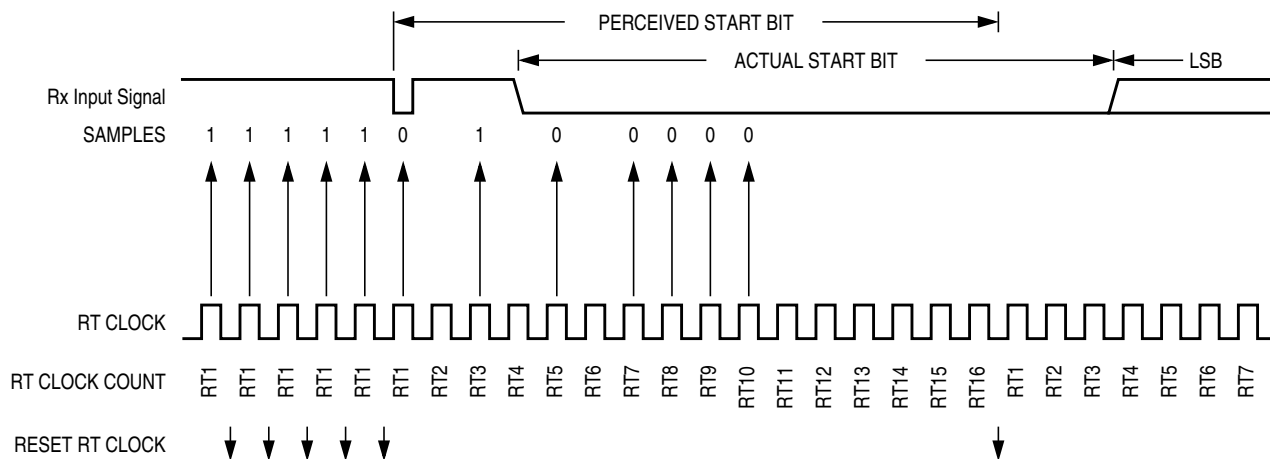 PERCEIVED START BIT
ACTUAL START BIT
LSB
Rx Input Signal
SAMPLES 1 1 1 1 1 0 1 0 0 0 0 0
RT CLOCK
RT CLOCK COUNT RT1 RT1 RT1 RT1 RT1 RT1 RT2 RT3 RT4 RT5 RT6 RT7 RT8 RT9 RT10 RT11 RT12 RT13 RT14 RT15 RT16 RT1 RT2 RT3 RT4 RT5 RT6 RT7
RESET RT CLOCK